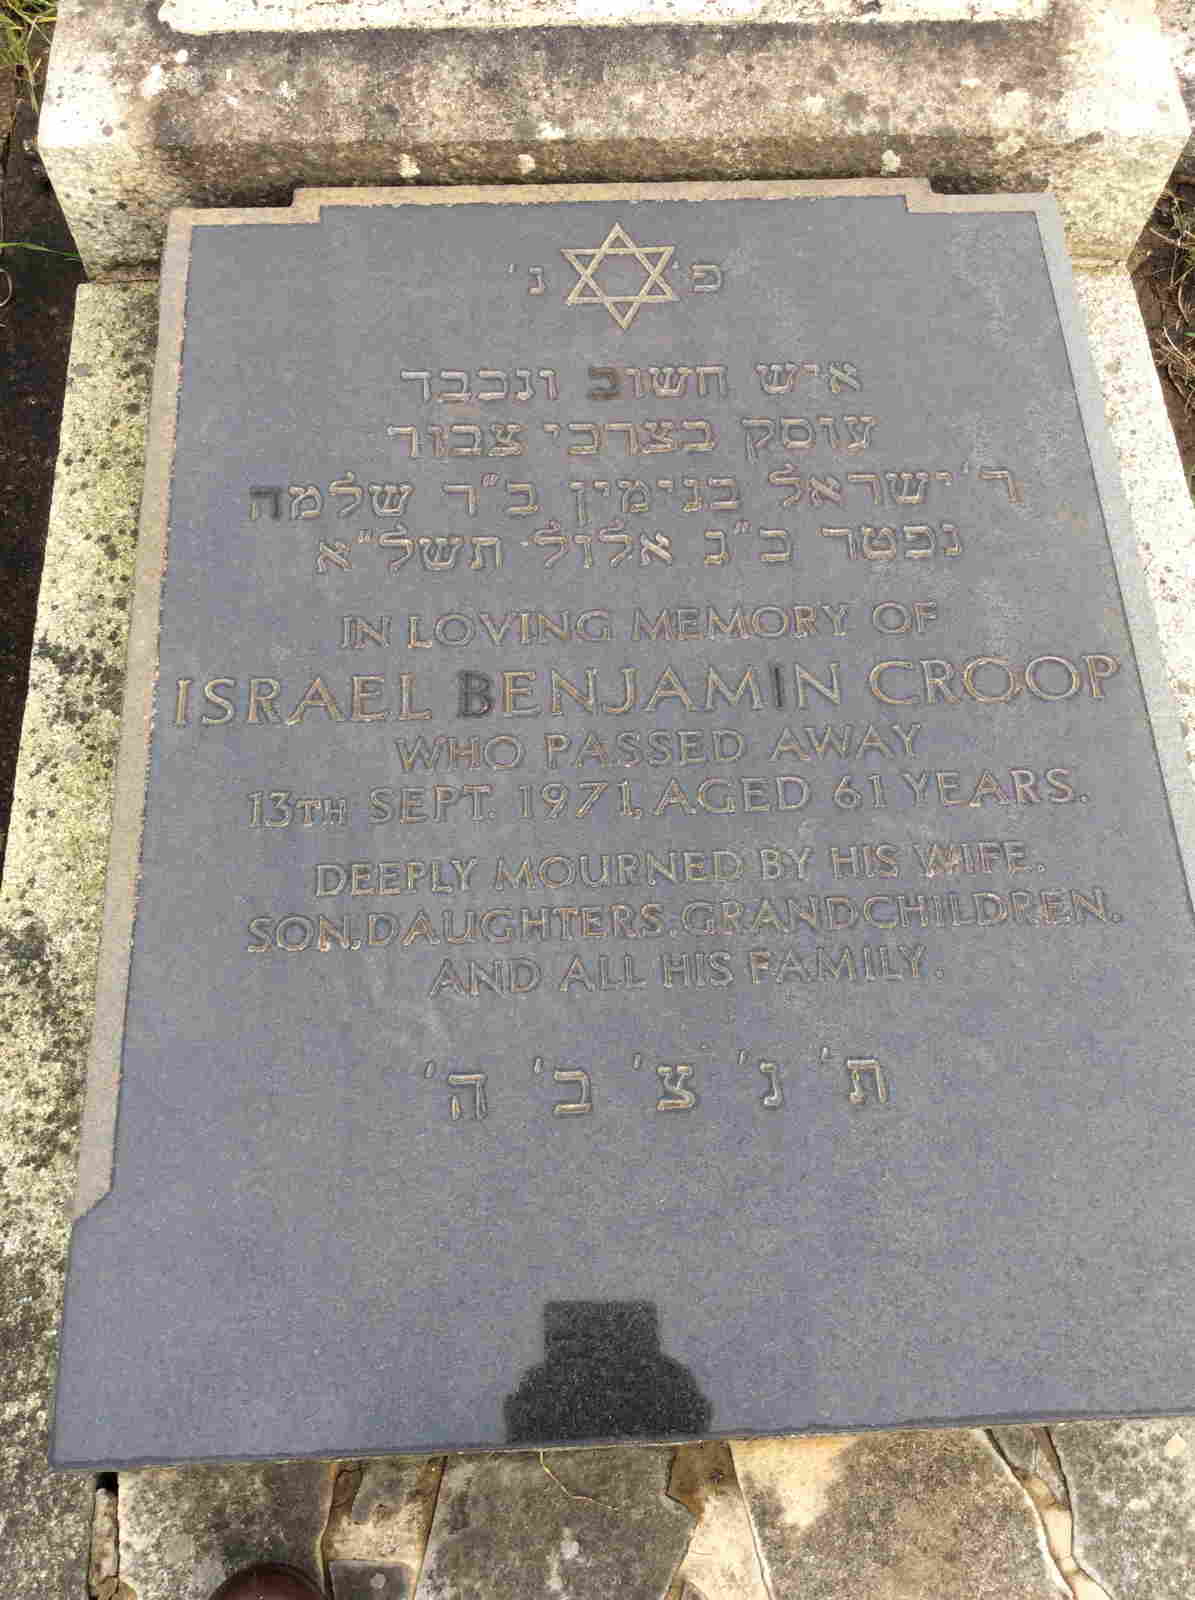 פ' נ'
איש חשוב ונכבד
עוסק בצרכי צבור
ר' ישראל בנימין ב"ר שלמה
נפטר כ"ג אלול תשל"א
IN LOVING MEMORY OF
ISRAEL BENJAMIN CROOP
WHO PASSED AWAY
13TH SEPT. 1971, AGED 61 YEARS.
DEEPLY MOURNED BY HIS WIFE,
SON, DAUGHTERS, GRANDCHILDREN,
AND ALL HIS FAMILY.
ת' נ' צ' ב' ה'